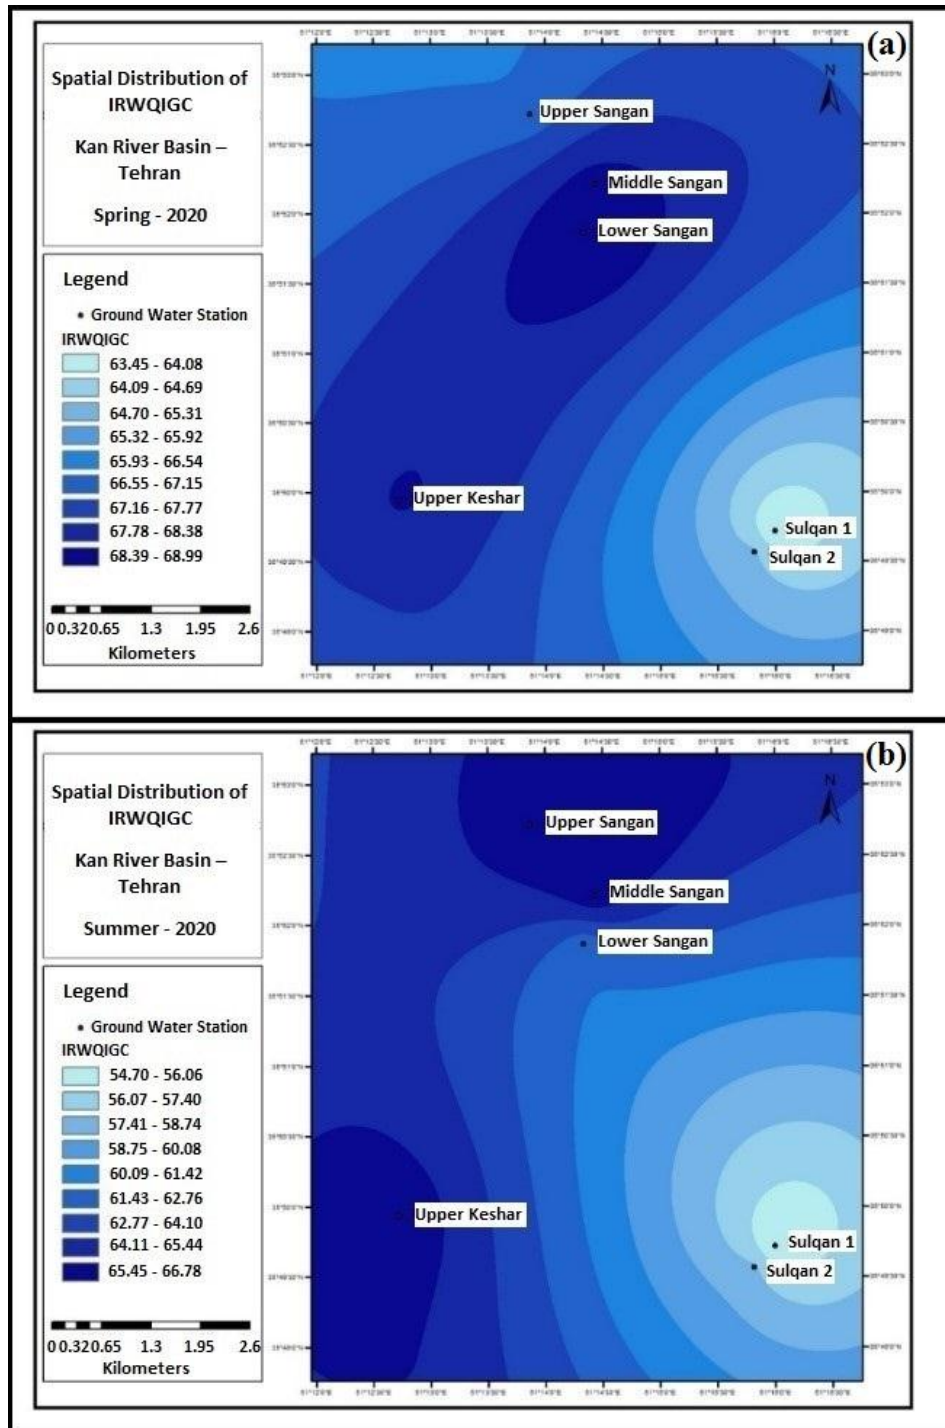 (a)
Spatial Distribution of
IRWQIGC
Kan River Basin –
Tehran
Spring - 2020
N
Upper Sangan
Middle Sangan
Lower Sangan
Legend
Ground Water Station
IRWQIGC
63.45 - 64.08
64.09 - 64.69
64.70 - 65.31
65.32 - 65.92
65.93 - 66.54
66.55 - 67.15
67.16 - 67.77
67.78 - 68.38
68.39 - 68.99
Upper Keshar
Sulqan 1
Sulqan 2
0 0.32 0.65 1.3 1.95 2.6
Kilometers
(b)
Spatial Distribution of
IRWQIGC
Kan River Basin –
Tehran
Summer - 2020
N
Upper Sangan
Middle Sangan
Lower Sangan
Legend
Ground Water Station
IRWQIGC
54.70 - 56.06
56.07 - 57.40
57.41 - 58.74
58.75 - 60.08
60.09 - 61.42
61.43 - 62.76
62.77 - 64.10
64.11 - 65.44
65.45 - 66.78
Upper Keshar
Sulqan 1
Sulqan 2
0 0.32 0.65 1.3 1.95 2.6
Kilometers